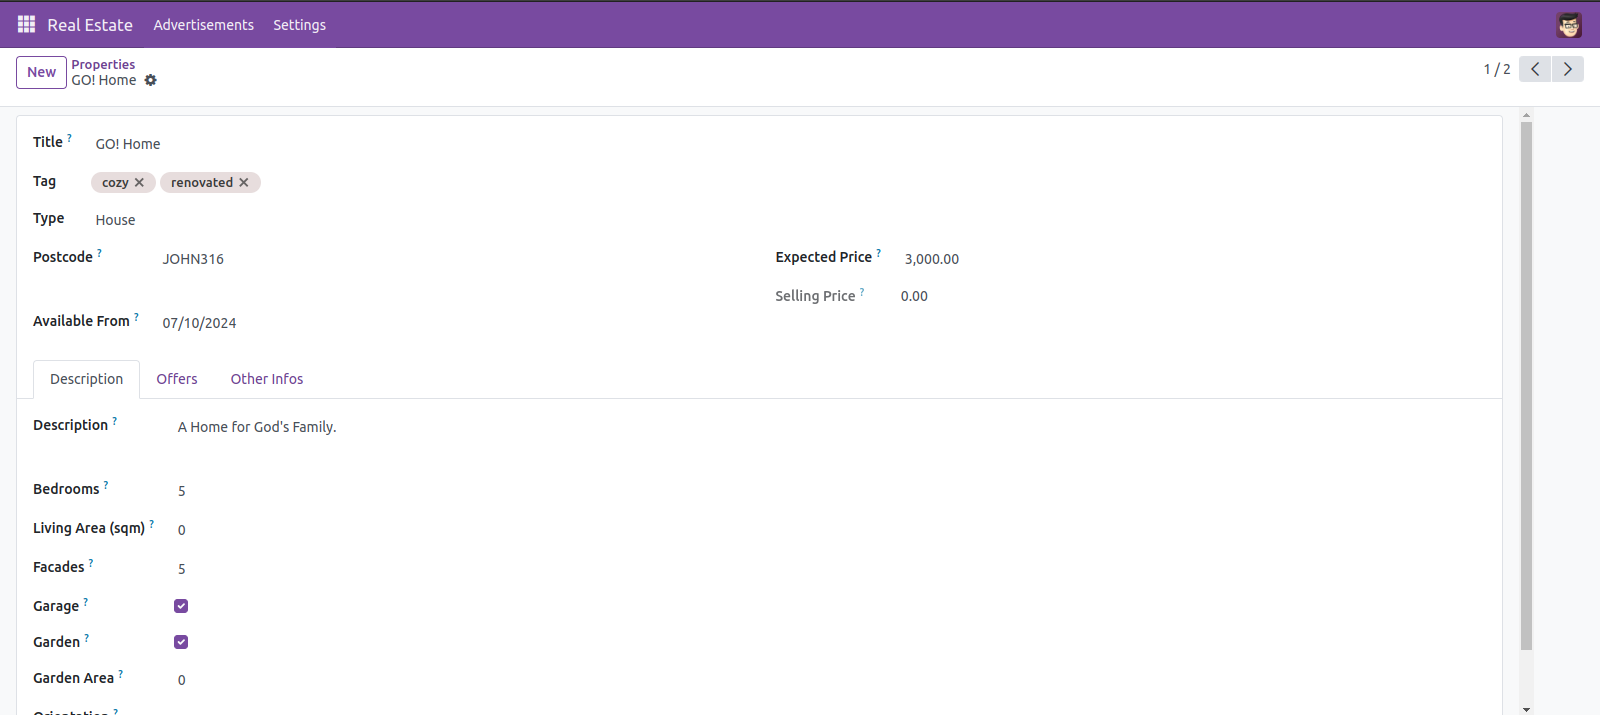 Real Estate Advertisements Settings
New Properties
GO! Home
1 / 2
Title ? GO! Home
Tag cozy renovated
Type House
Postcode ? JOHN316 Expected Price ? 3,000.00
Selling Price ? 0.00
Available From ? 07/10/2024
Description Offers Other Infos
Description ? A Home for God's Family.
Bedrooms ? 5
Living Area (sqm) ? 0
Facades ? 5
Garage ?
Garden ?
Garden Area ? 0
Orientation ?